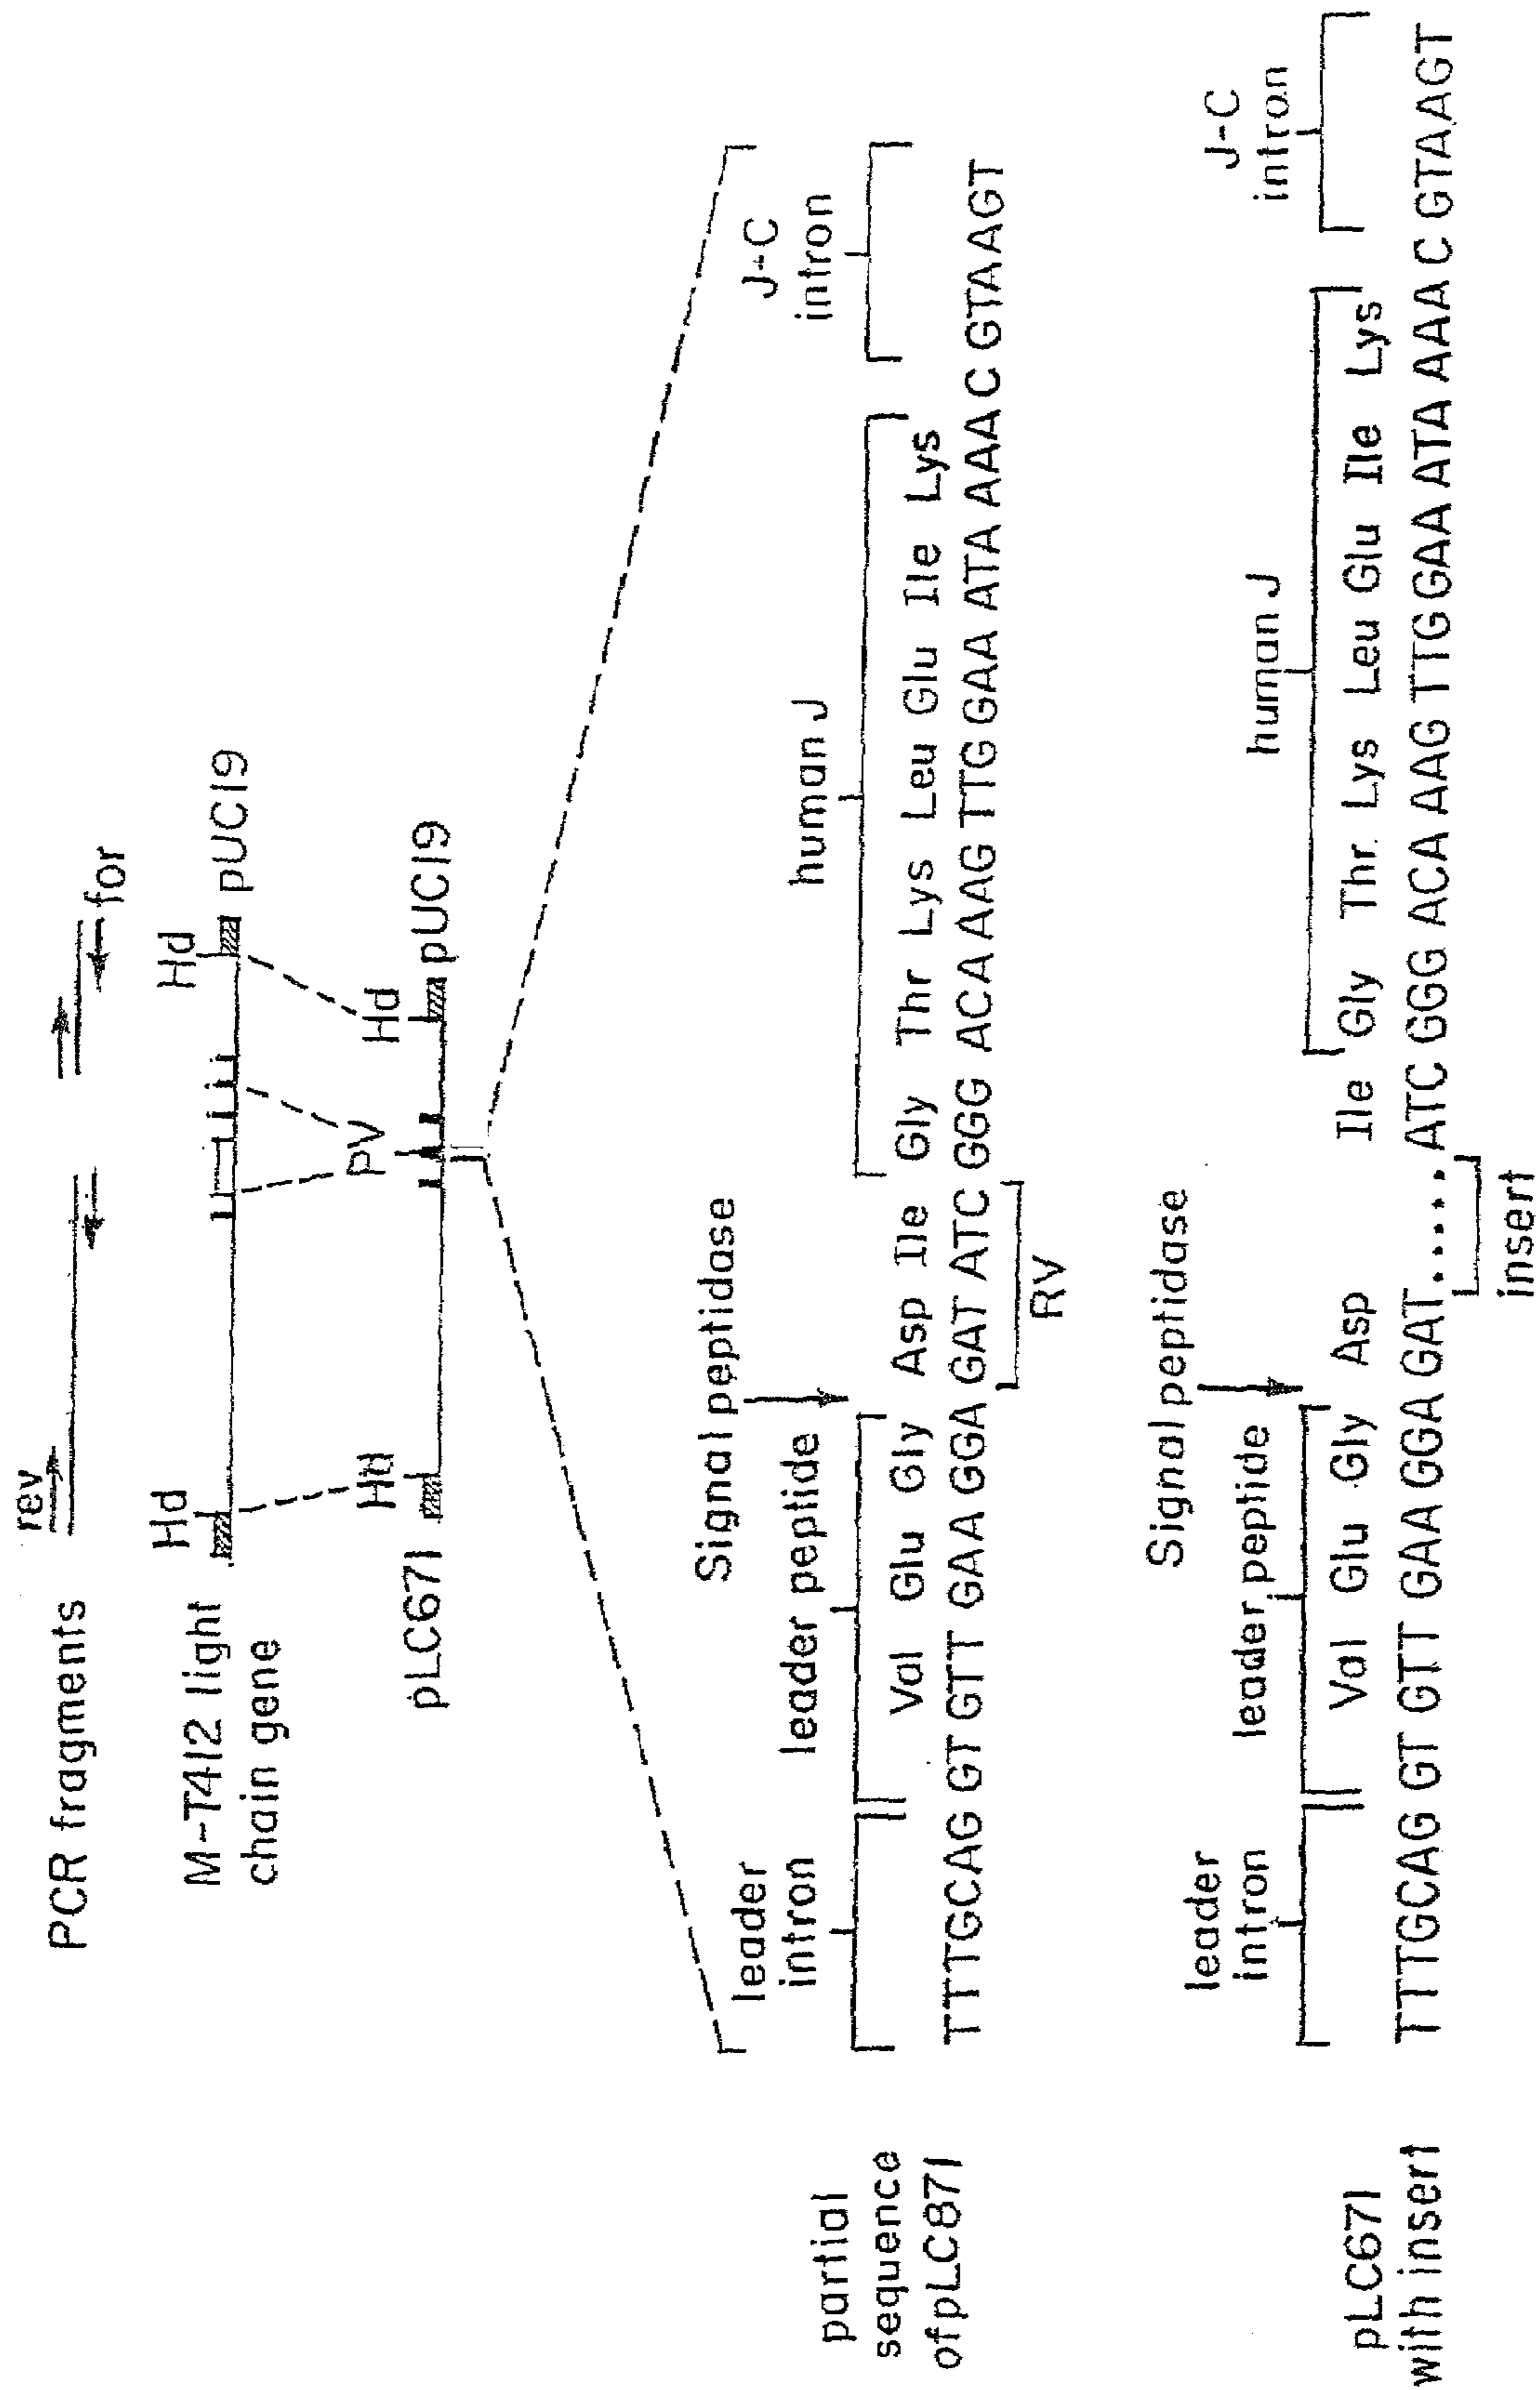 PCR fragments
rev
for
M-T412 light
chain gene
Hd
Hd
pUC19
pLC671
Hd
PV
Hd
pUC19
partial
sequence
of pLC871
leader
intron
leader peptide
Signal peptidase
human J
J-C
intron
Val Glu Gly Asp Ile Gly Thr Lys Leu Glu Ile Lys
TTTGCAG GT GTT GAA GGA GAT ATC GGG ACA AAG TTG GAA ATA AAA C GTAAGT
RV
pLC671
with insert
leader
intron
leader peptide
Signal peptidase
human J
J-C
intron
Val Glu Gly Asp Ile Gly Thr Lys Leu Glu Ile Lys
TTTGCAG GT GTT GAA GGA GAT......ATC GGG ACA AAG TTG GAA ATA AAA C GTAAGT
insert